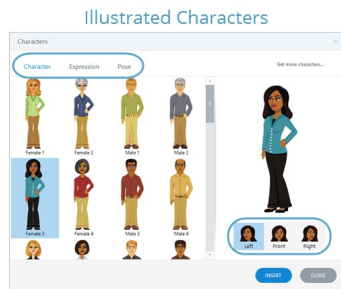 Illustrated Characters
Characters
Character Expression Pose
Get more characters...
Female 1 Female 2 Male 1 Male 2
Female 3 Female 4 Male 3 Male 4
Left Front Right
INSERT CLOSE